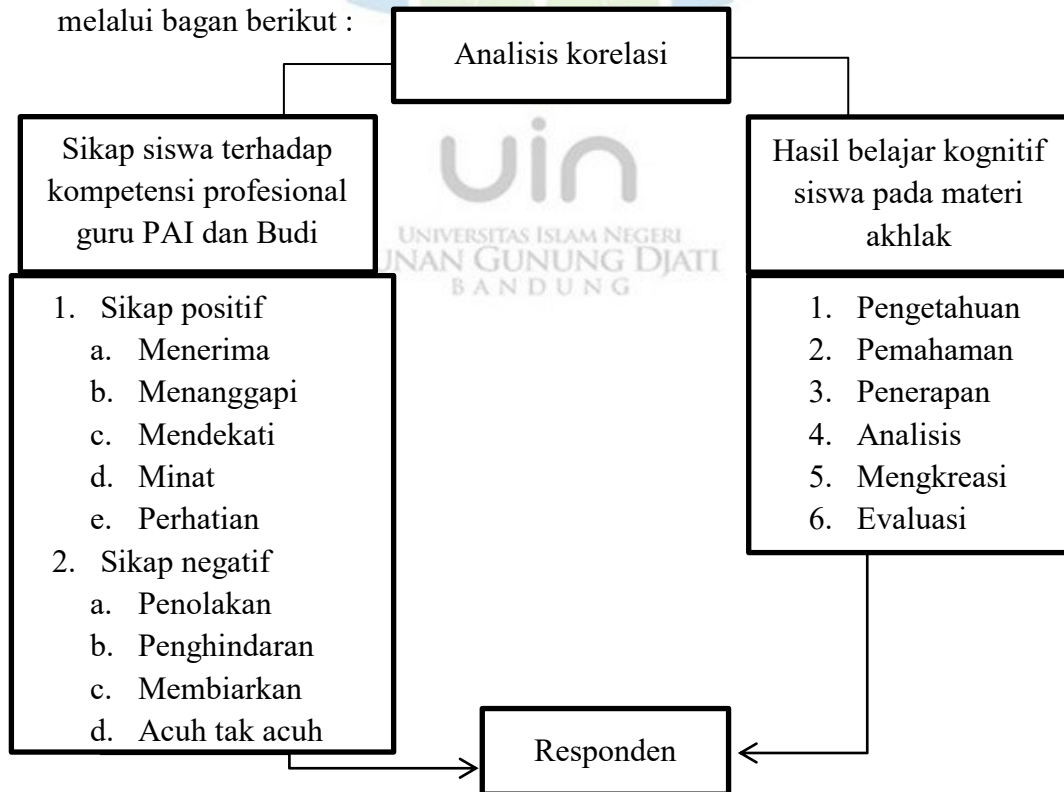 melalui bagan berikut :
Analisis korelasi
Sikap siswa terhadap
kompetensi profesional
guru PAI dan Budi
Hasil belajar kognitif
siswa pada materi
akhlak
uin
UNIVERSITAS ISLAM NEGERI
UNAN GUNUNG DJATI
BANDUNG
1. Sikap positif
a. Menerima
b. Menanggapi
c. Mendekati
d. Minat
e. Perhatian
2. Sikap negatif
a. Penolakan
b. Penghindaran
c. Membiarkan
d. Acuh tak acuh
1. Pengetahuan
2. Pemahaman
3. Penerapan
4. Analisis
5. Mengkreasi
6. Evaluasi
Responden